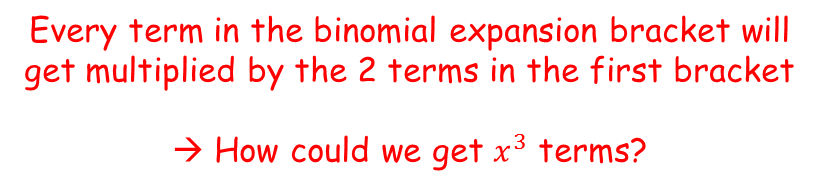 Every term in the binomial expansion bracket will
get multiplied by the 2 terms in the first bracket
→ How could we get x³ terms?